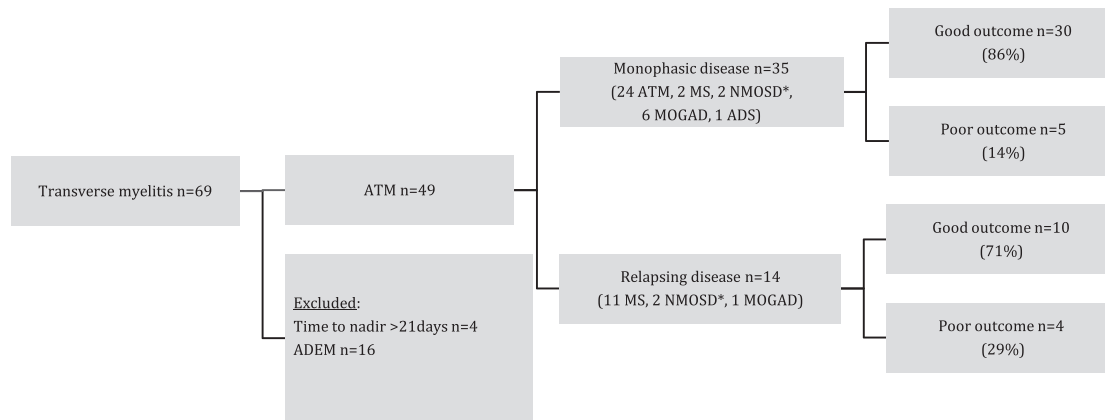 Transverse myelitis n=69
ATM n=49
Excluded:
Time to nadir >21days n=4
ADEM n=16
Monophasic disease n=35
(24 ATM, 2 MS, 2 NMOSD*,
6 MOGAD, 1 ADS)
Good outcome n=30
(86%)
Poor outcome n=5
(14%)
Relapsing disease n=14
(11 MS, 2 NMOSD*, 1 MOGAD)
Good outcome n=10
(71%)
Poor outcome n=4
(29%)